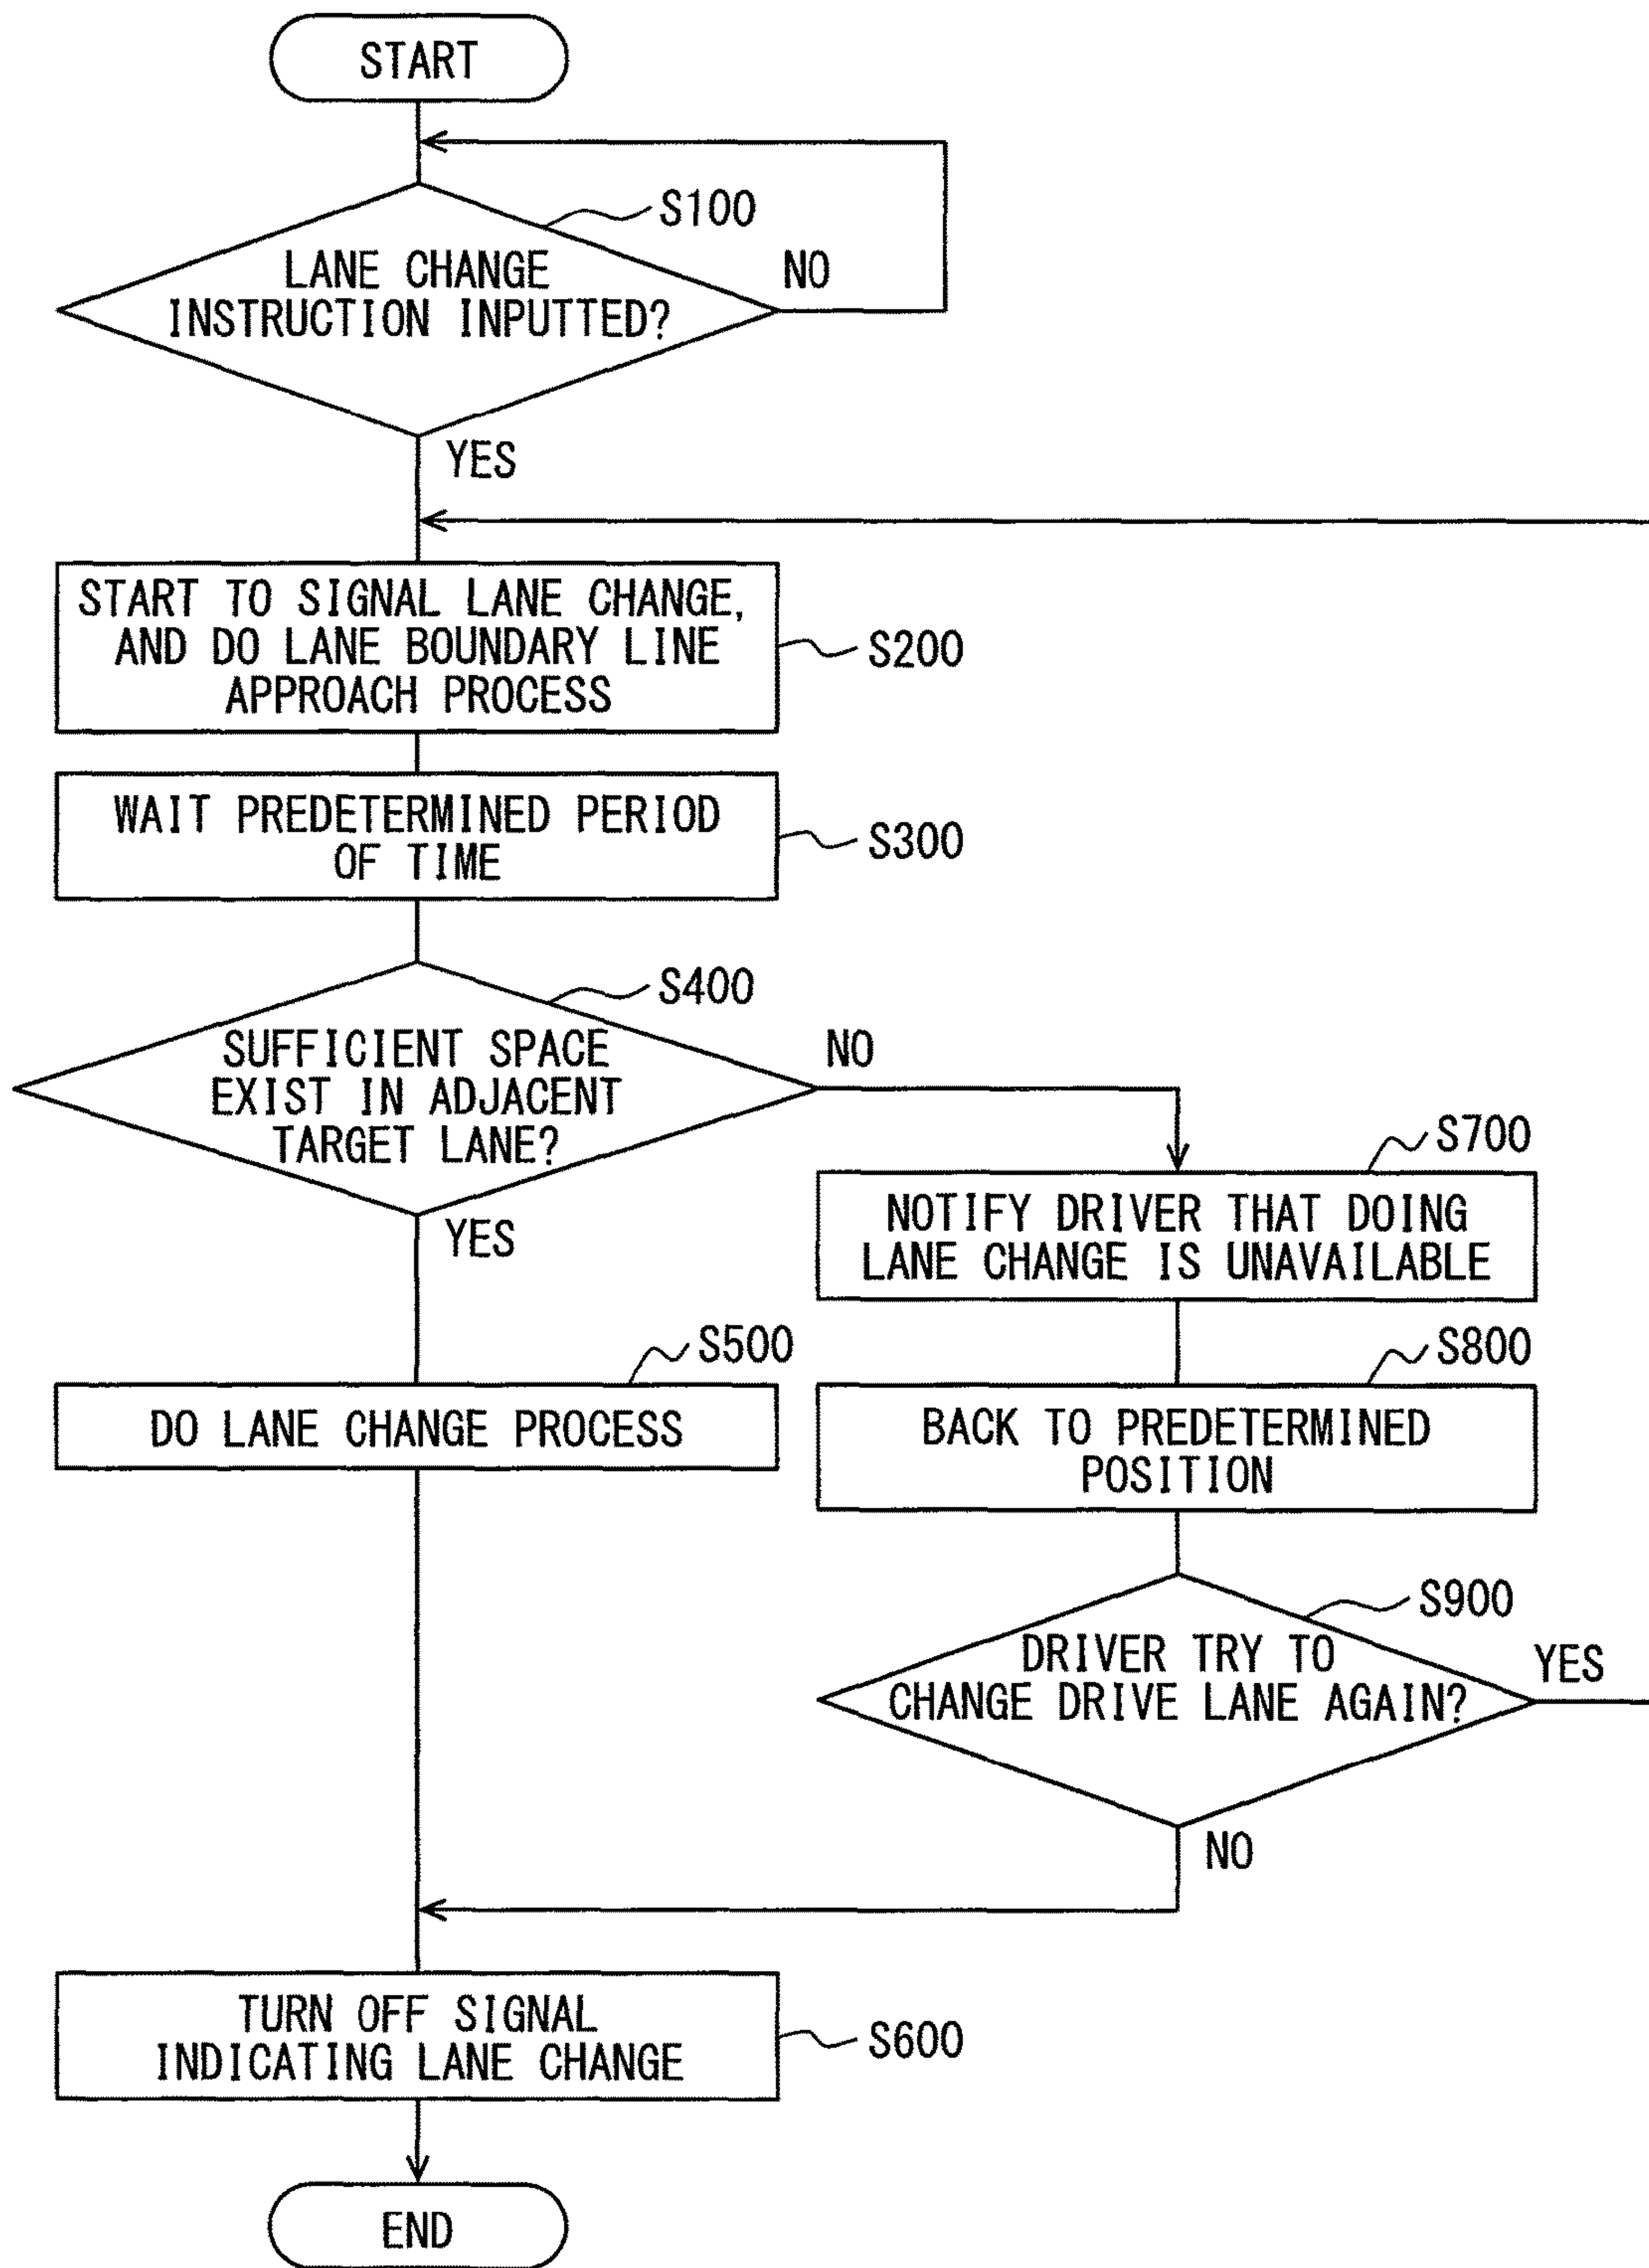 START
S100
LANE CHANGE
INSTRUCTION INPUTTED?
NO
YES
START TO SIGNAL LANE CHANGE,
AND DO LANE BOUNDARY LINE
APPROACH PROCESS
S200
WAIT PREDETERMINED PERIOD
OF TIME
S300
S400
SUFFICIENT SPACE
EXIST IN ADJACENT
TARGET LANE?
NO
YES
S700
NOTIFY DRIVER THAT DOING
LANE CHANGE IS UNAVAILABLE
S500
DO LANE CHANGE PROCESS
S800
BACK TO PREDETERMINED
POSITION
S900
DRIVER TRY TO
CHANGE DRIVE LANE AGAIN?
YES
NO
TURN OFF SIGNAL
INDICATING LANE CHANGE
S600
END